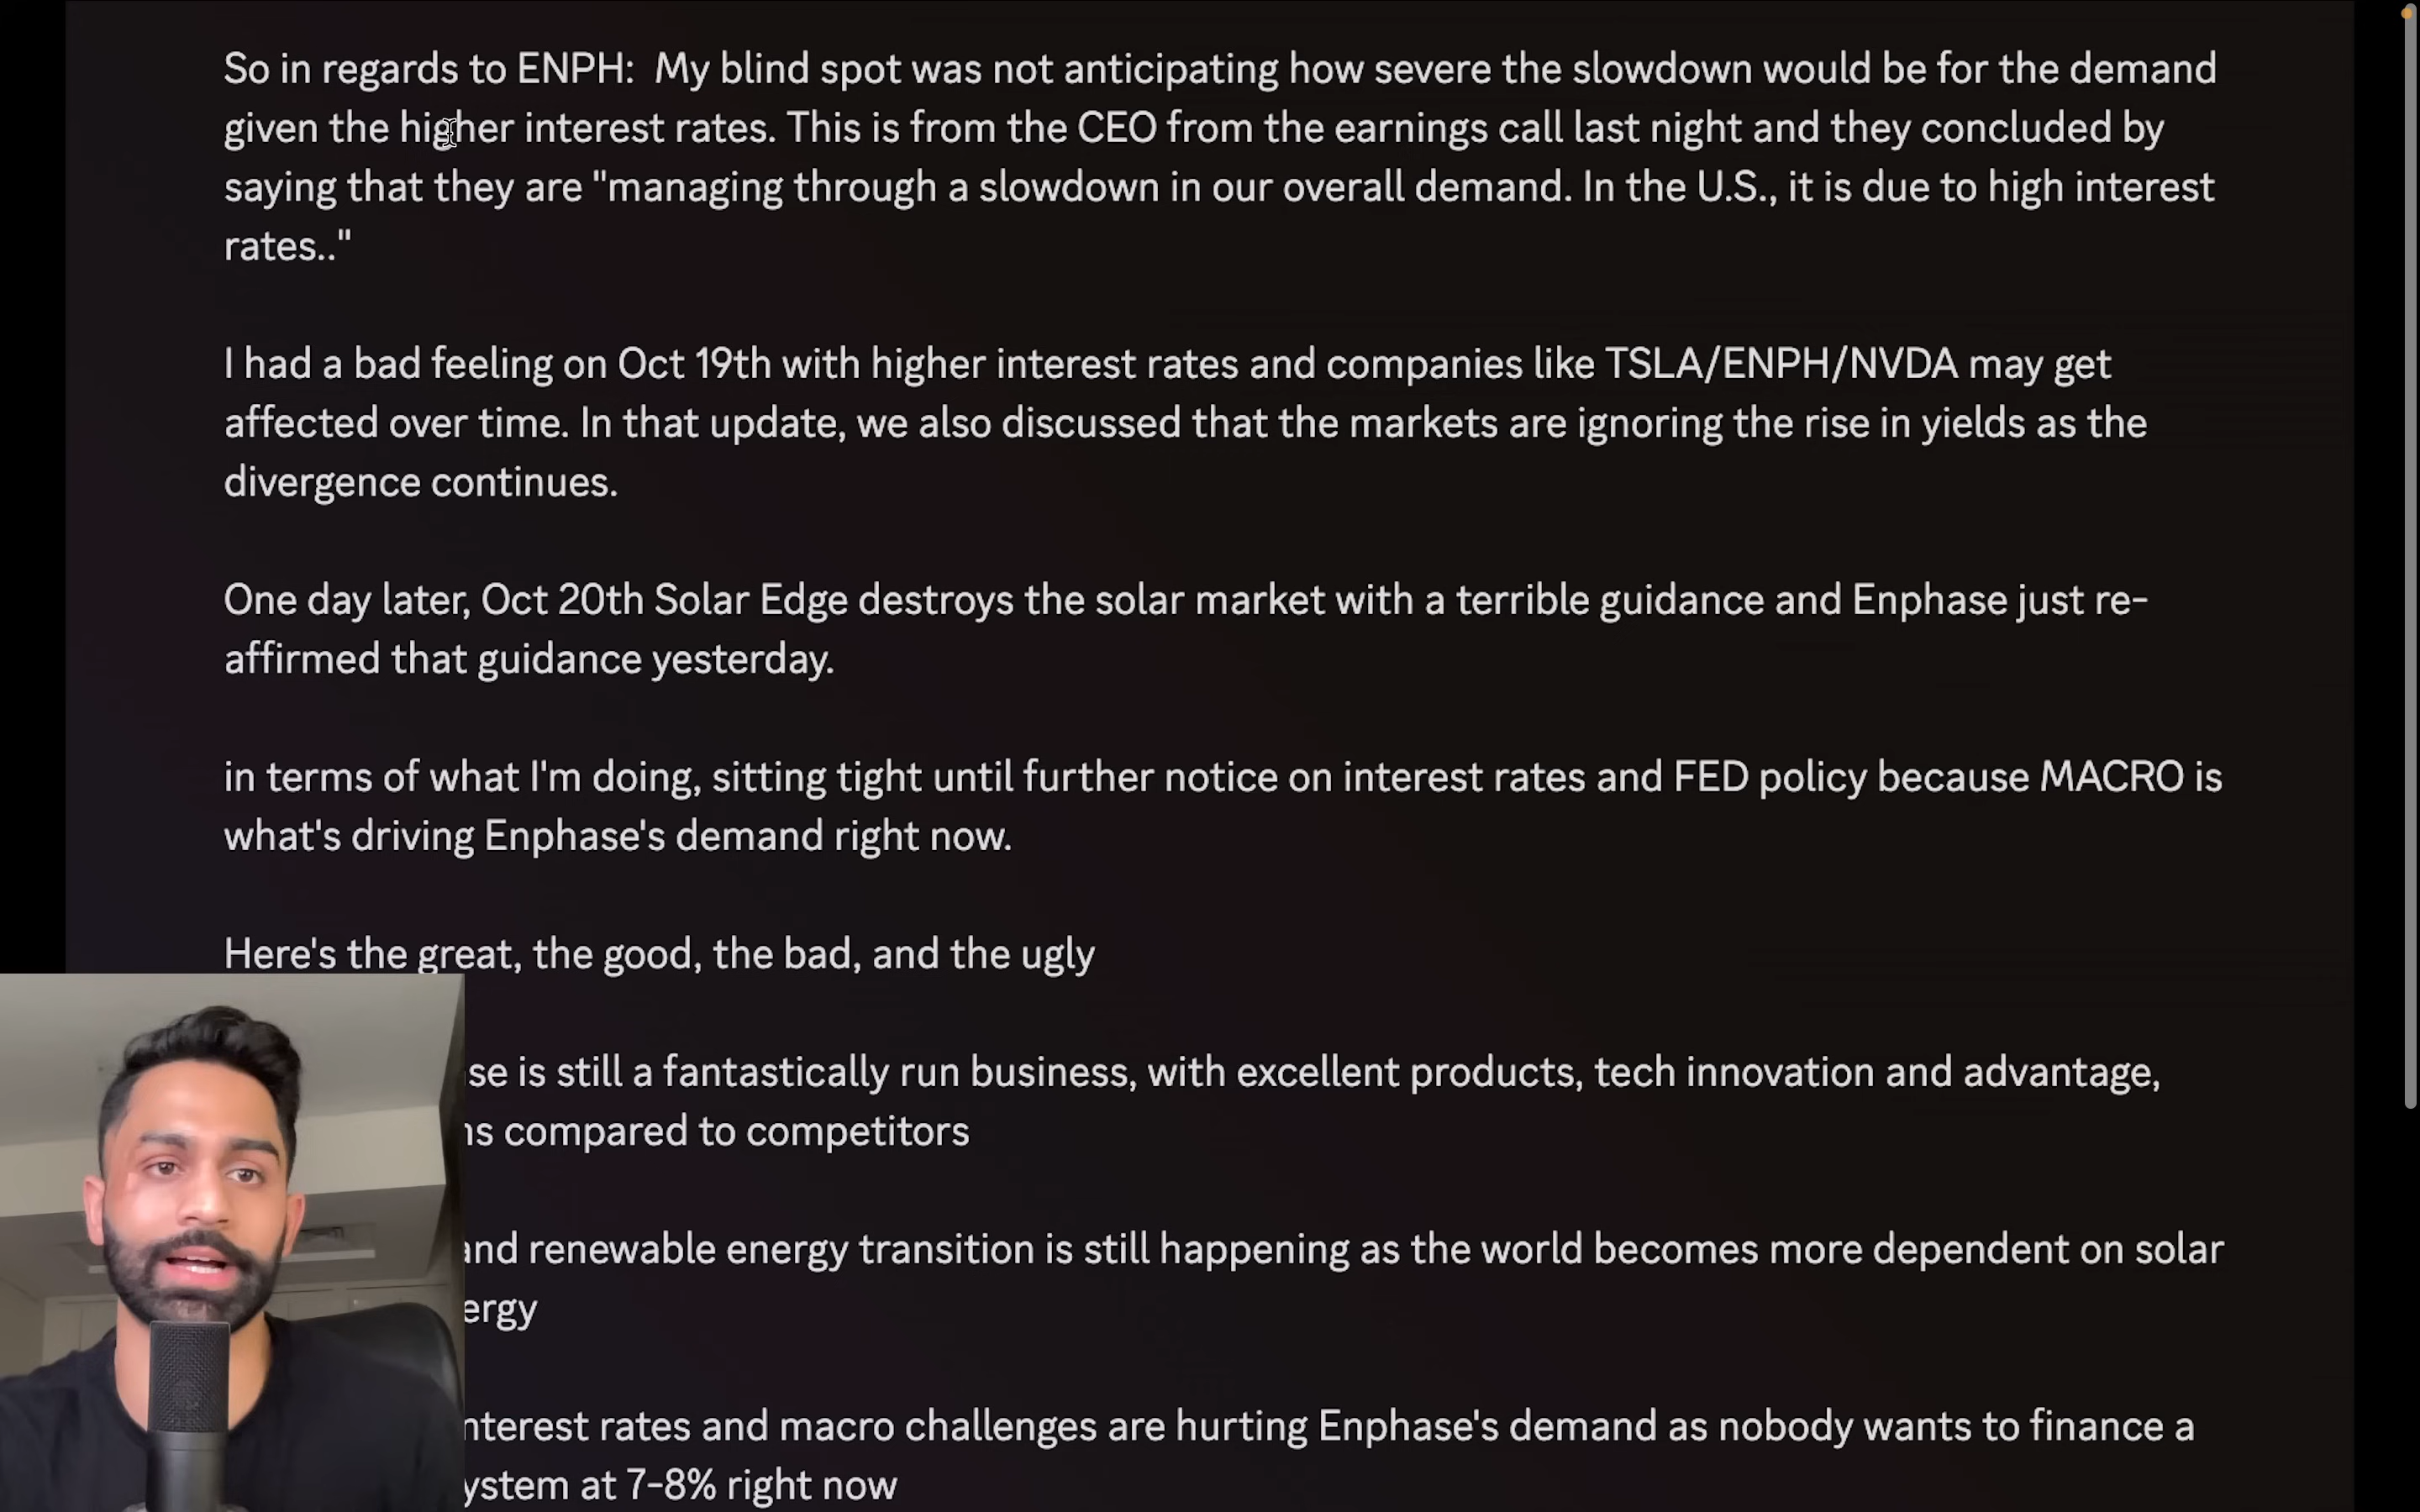 So in regards to ENPH:  My blind spot was not anticipating how severe the slowdown would be for the demand
given the higher interest rates. This is from the CEO from the earnings call last night and they concluded by
saying that they are "managing through a slowdown in our overall demand. In the U.S., it is due to high interest
rates.."
I had a bad feeling on Oct 19th with higher interest rates and companies like TSLA/ENPH/NVDA may get
affected over time. In that update, we also discussed that the markets are ignoring the rise in yields as the
divergence continues.
One day later, Oct 20th Solar Edge destroys the solar market with a terrible guidance and Enphase just re-
affirmed that guidance yesterday.
in terms of what I'm doing, sitting tight until further notice on interest rates and FED policy because MACRO is
what's driving Enphase's demand right now.
Here's the great, the good, the bad, and the ugly
is still a fantastically run business, with excellent products, tech innovation and advantage,
compared to competitors
and renewable energy transition is still happening as the world becomes more dependent on solar
interest rates and macro challenges are hurting Enphase's demand as nobody wants to finance a
at 7-8% right now